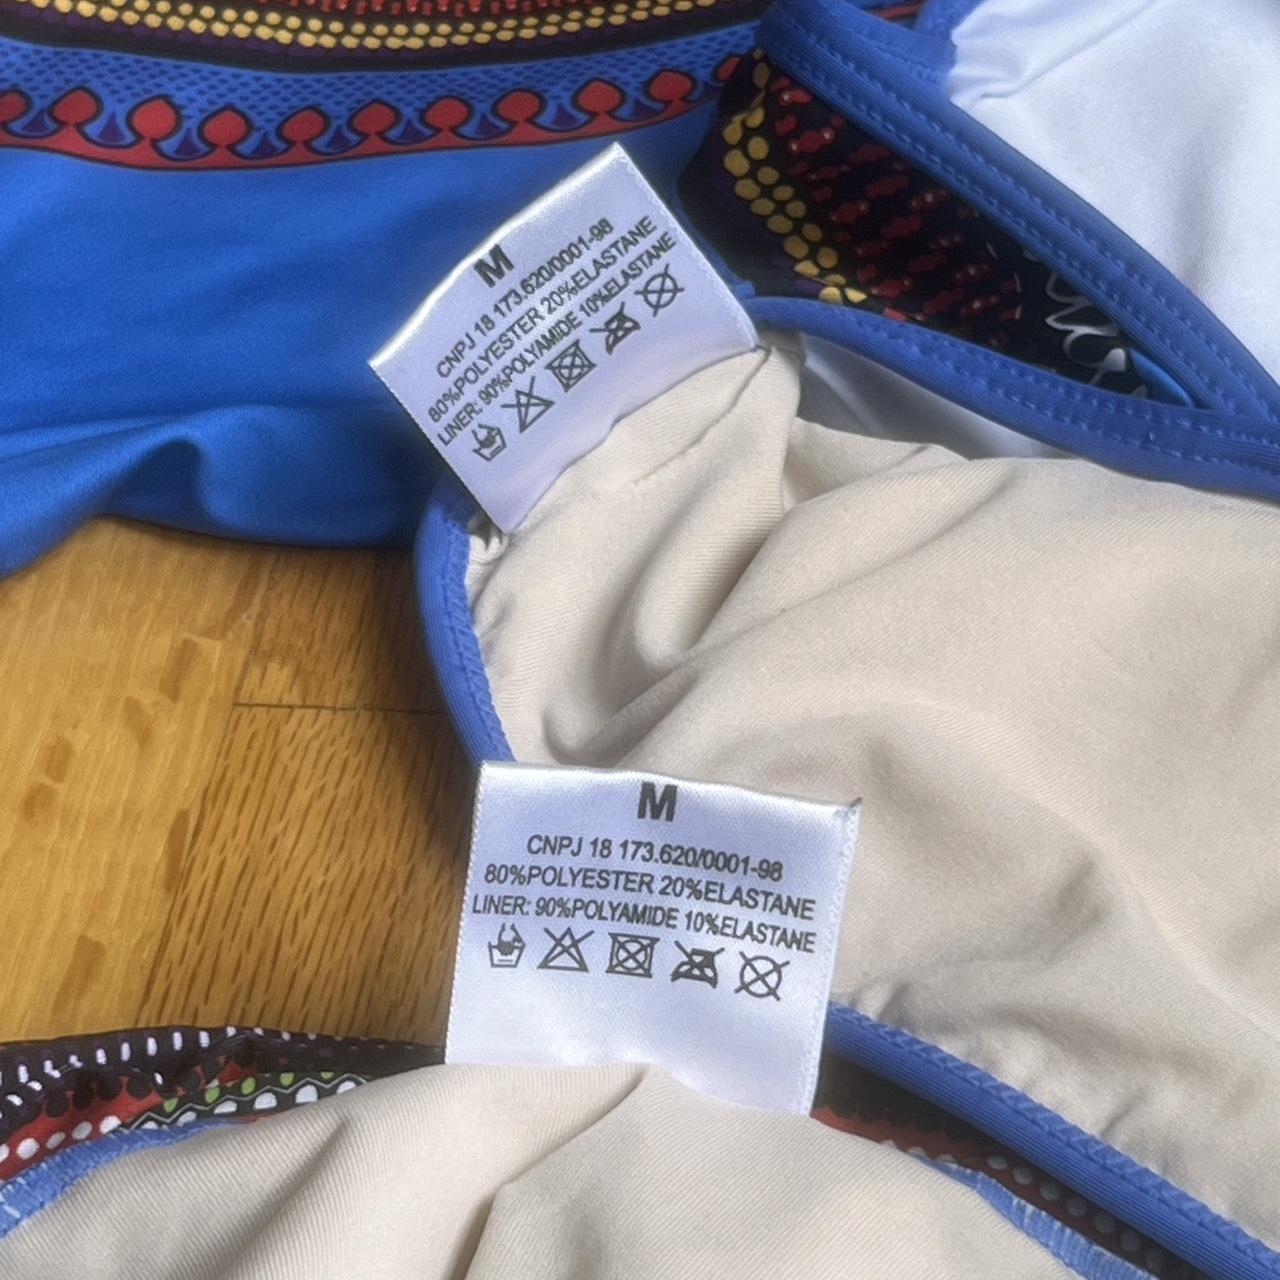 M
CNPJ 18 173.620/0001-98
80%POLYESTER 20%ELASTANE
LINER: 90%POLYAMIDE 10%ELASTANE
M
CNPJ 18 173.620/0001-98
80%POLYESTER 20%ELASTANE
LINER: 90%POLYAMIDE 10%ELASTANE